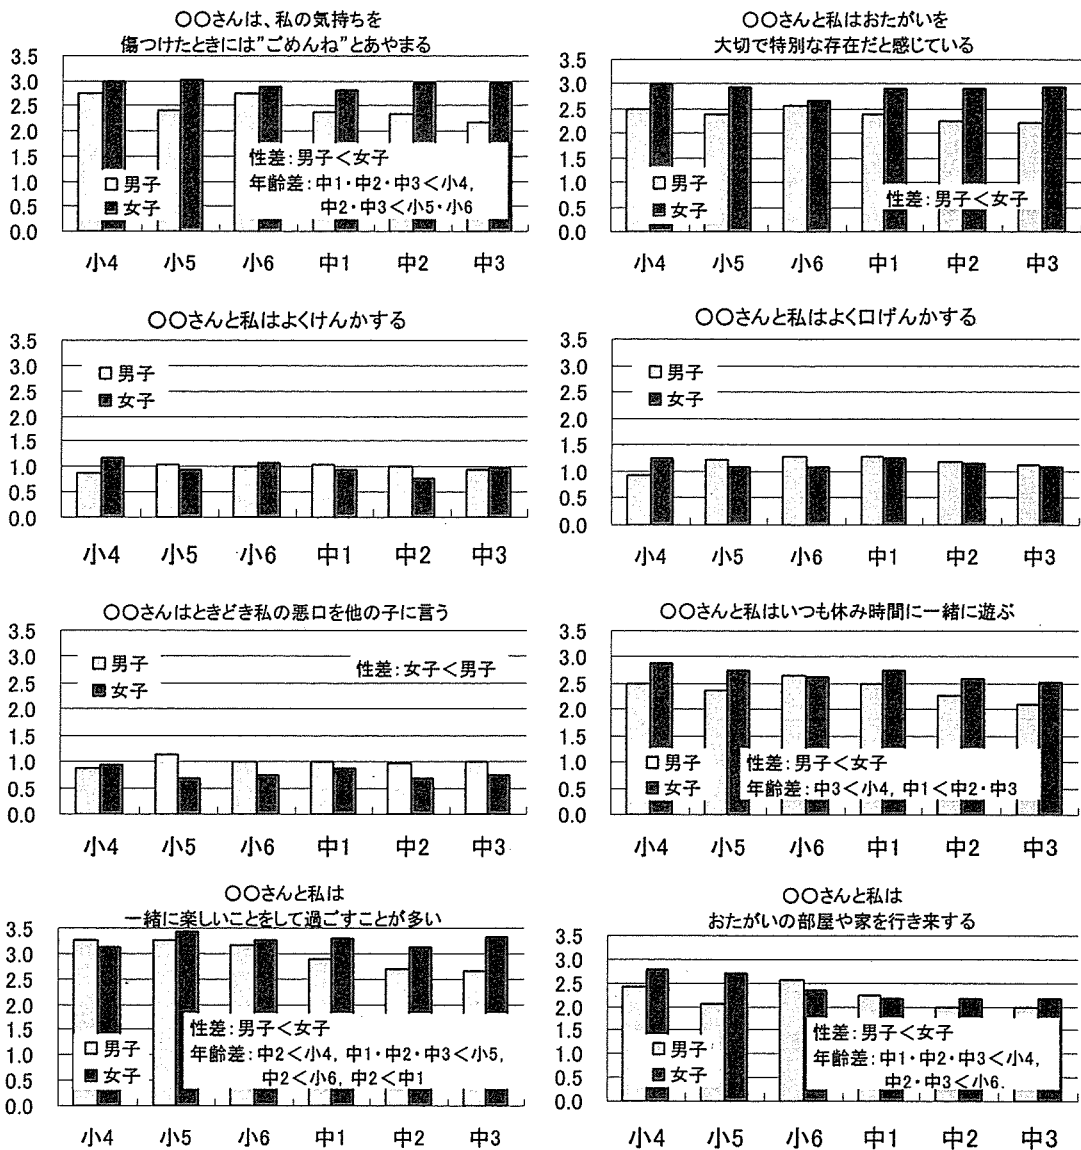 〇〇さんは、私の気持ちを
傷つけたときには”ごめんね”とあやまる
3.5
3.0
2.5
2.0
1.5
1.0
0.5
0.0
性差:男子<女子
年齢差:中1・中2・中3<小4,
中2・中3<小5・小6
男子
女子
小4 小5 小6 中1 中2 中3
〇〇さんと私はおたがいを
大切で特別な存在だと感じている
3.5
3.0
2.5
2.0
1.5
1.0
0.5
0.0
男子
女子
性差:男子<女子
小4 小5 小6 中1 中2 中3
〇〇さんと私はよくけんかする
3.5
3.0
2.5
2.0
1.5
1.0
0.5
0.0
男子
女子
小4 小5 小6 中1 中2 中3
〇〇さんと私はよく口げんかする
3.5
3.0
2.5
2.0
1.5
1.0
0.5
0.0
男子
女子
小4 小5 小6 中1 中2 中3
〇〇さんはときどき私の悪口を他の子に言う
3.5
3.0
2.5
2.0
1.5
1.0
0.5
0.0
男子
女子
性差:女子<男子
小4 小5 小6 中1 中2 中3
〇〇さんと私はいつも休み時間に一緒に遊ぶ
3.5
3.0
2.5
2.0
1.5
1.0
0.5
0.0
男子
女子
性差:男子<女子
年齢差:中3<小4, 中1<中2・中3
小4 小5 小6 中1 中2 中3
〇〇さんと私は
一緒に楽しいことをして過ごすことが多い
3.5
3.0
2.5
2.0
1.5
1.0
0.5
0.0
男子
女子
性差:男子<女子
年齢差:中2<小4, 中1・中2・中3<小5,
中2<小6, 中2<中1
小4 小5 小6 中1 中2 中3
〇〇さんと私は
おたがいの部屋や家を行き来する
3.5
3.0
2.5
2.0
1.5
1.0
0.5
0.0
男子
女子
性差:男子<女子
年齢差:中1・中2・中3<小4,
中2・中3<小6.
小4 小5 小6 中1 中2 中3